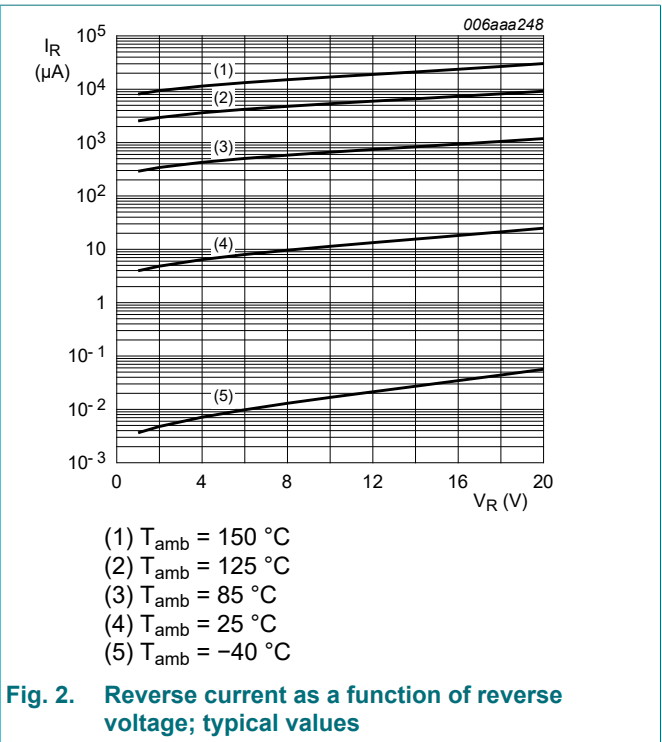 006aaa248
I_R
(µA)
10^5
10^4
10^3
10^2
10
1
10^-1
10^-2
10^-3
(1)
(2)
(3)
(4)
(5)
0 4 8 12 16 20
V_R (V)
(1) T_amb = 150 °C
(2) T_amb = 125 °C
(3) T_amb = 85 °C
(4) T_amb = 25 °C
(5) T_amb = −40 °C
Fig. 2. Reverse current as a function of reverse
voltage; typical values